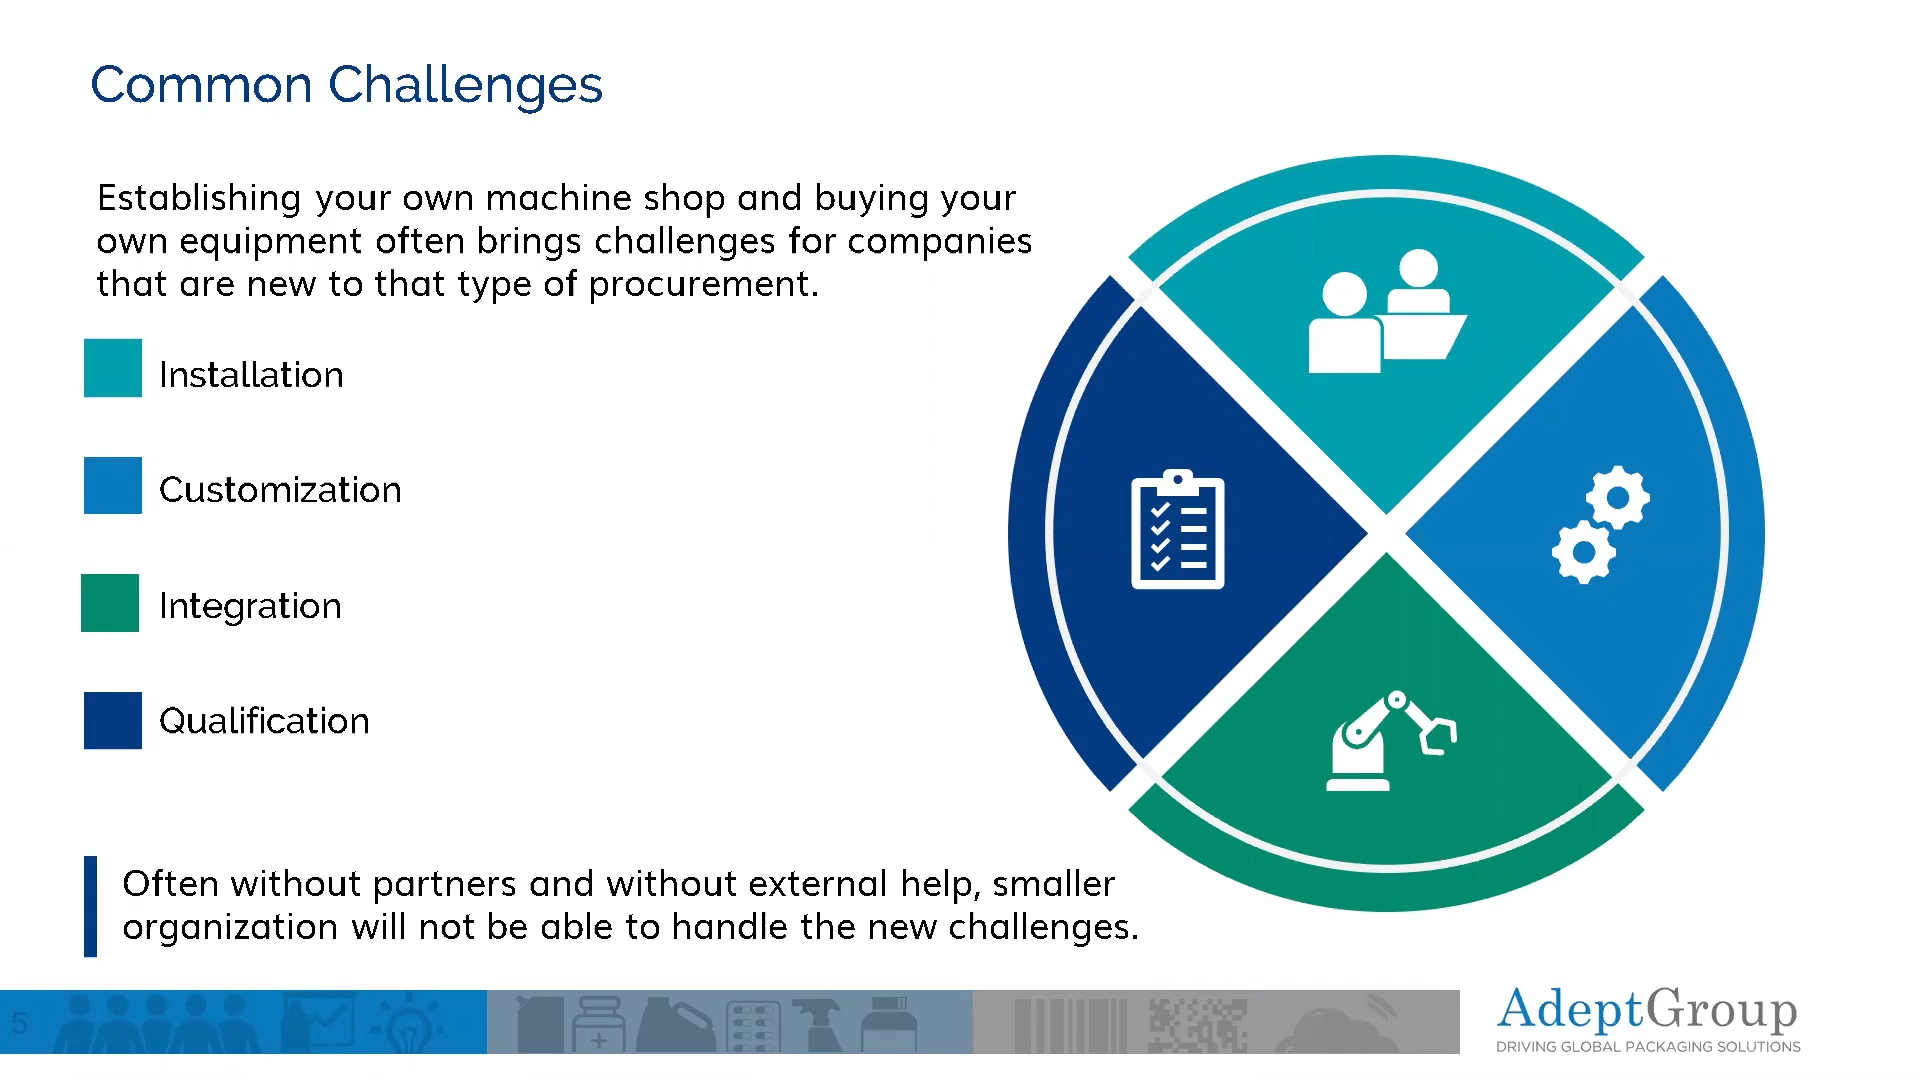 Common Challenges
Establishing your own machine shop and buying your
own equipment often brings challenges for companies
that are new to that type of procurement.
Installation
Customization
Integration
Qualification
Often without partners and without external help, smaller
organization will not be able to handle the new challenges.
5
AdeptGroup
DRIVING GLOBAL PACKAGING SOLUTIONS